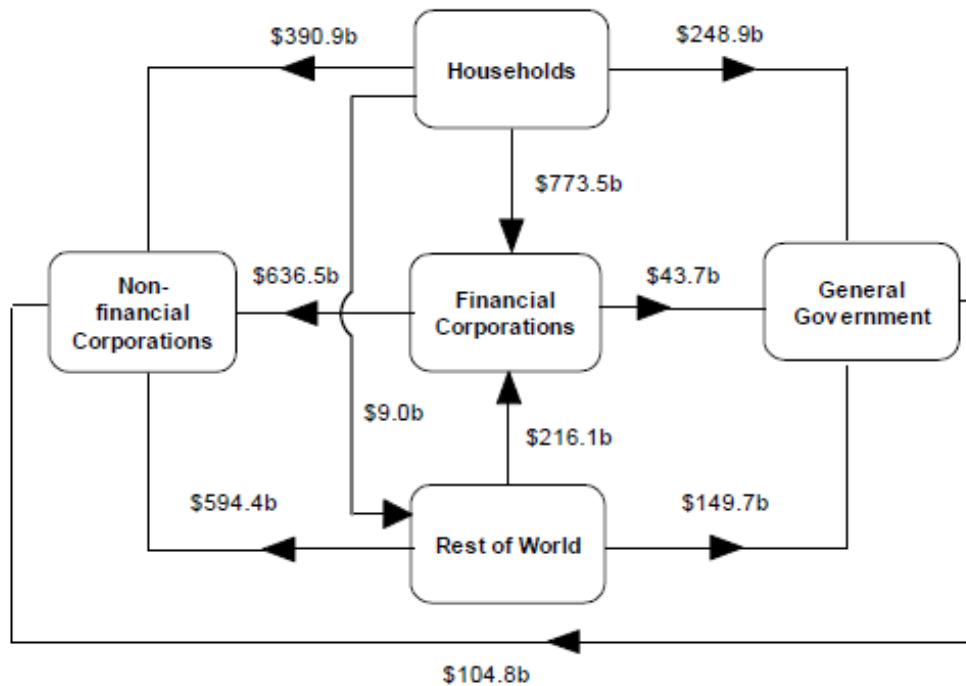 $390.9b
$248.9b
Households
$773.5b
Non-
financial
Corporations
$636.5b
Financial
Corporations
$43.7b
General
Government
$9.0b
$216.1b
$594.4b
$149.7b
Rest of World
$104.8b